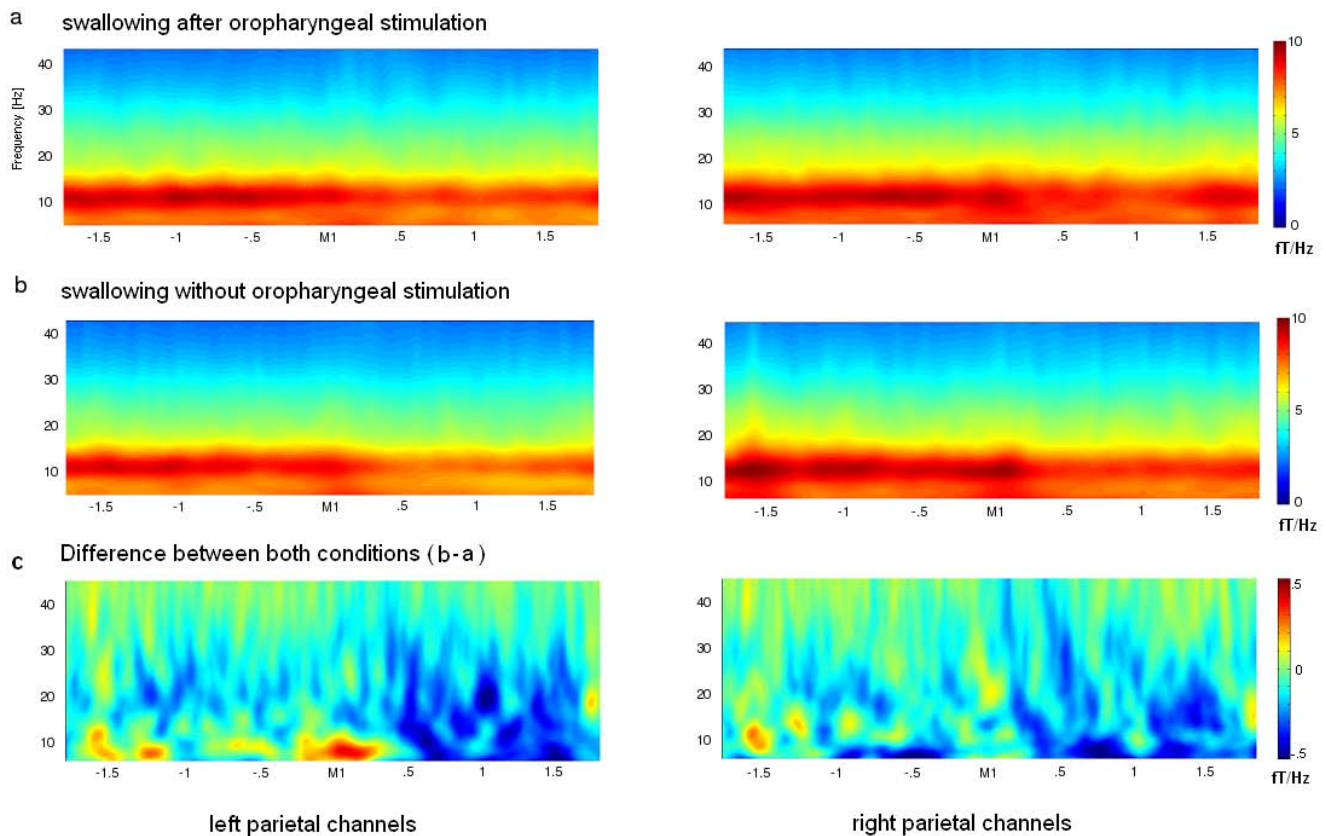 a swallowing after oropharyngeal stimulation
Frequency [Hz]
40
30
20
10
-1.5 -1 -.5 M1 .5 1 1.5
40
30
20
10
-1.5 -1 -.5 M1 .5 1 1.5
10
5
0
fT/Hz
b swallowing without oropharyngeal stimulation
40
30
20
10
-1.5 -1 -.5 M1 .5 1 1.5
40
30
20
10
-1.5 -1 -.5 M1 .5 1 1.5
10
5
0
fT/Hz
c Difference between both conditions (b-a)
40
30
20
10
-1.5 -1 -.5 M1 .5 1 1.5
40
30
20
10
-1.5 -1 -.5 M1 .5 1 1.5
.5
0
-.5
fT/Hz
left parietal channels
right parietal channels